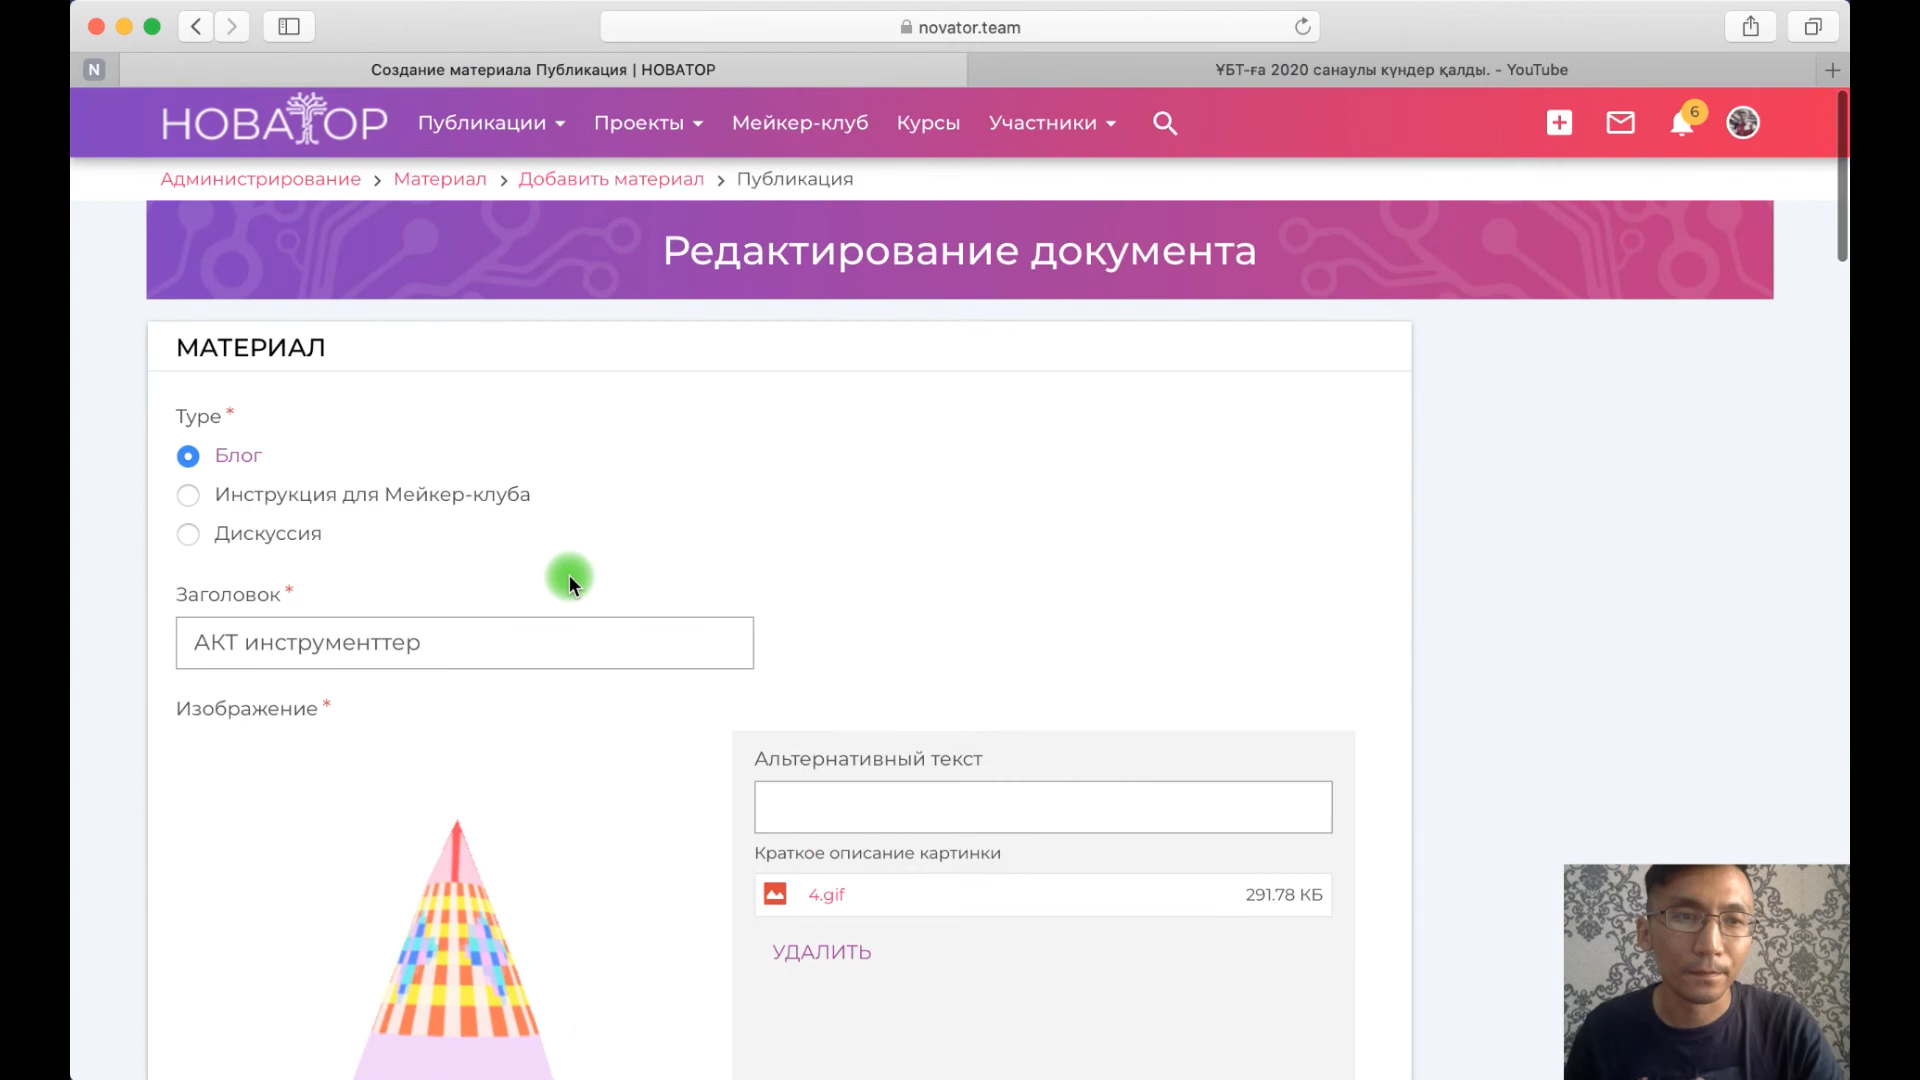 novator.team
N
Создание материала Публикация | НОВАТОР
ҰБТ-ға 2020 санаулы күндер қалды. - YouTube
НОВАТОР
Публикации
Проекты
Мейкер-клуб
Курсы
Участники
6
Администрирование > Материал > Добавить материал > Публикация
Редактирование документа
МАТЕРИАЛ
Type *
Блог
Инструкция для Мейкер-клуба
Дискуссия
Заголовок *
АКТ инструменттер
Изображение *
Альтернативный текст
Краткое описание картинки
4.gif 291.78 КБ
УДАЛИТЬ